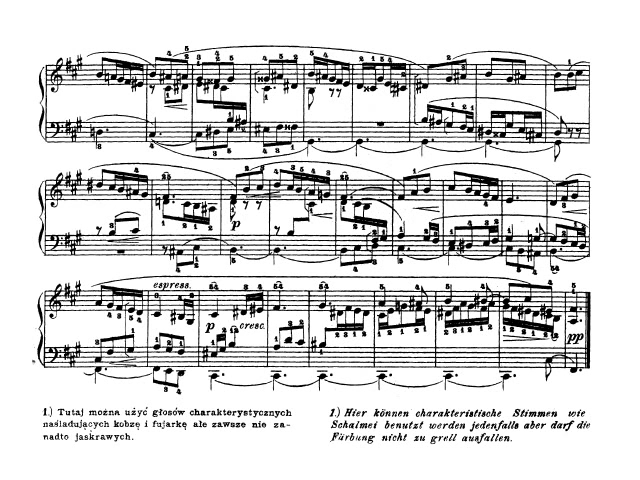 p
espress.
p cresc.
pp
1.) Tutaj można użyć głosów charakterystycznych
naśladujących kobzę i fujarkę ale zawsze nie za-
nadto jaskrawych.
1.) Hier können charakteristische Stimmen wie
Schalmei benutzt werden jedenfalls aber darf die
Färbung nicht zu grell ausfallen.